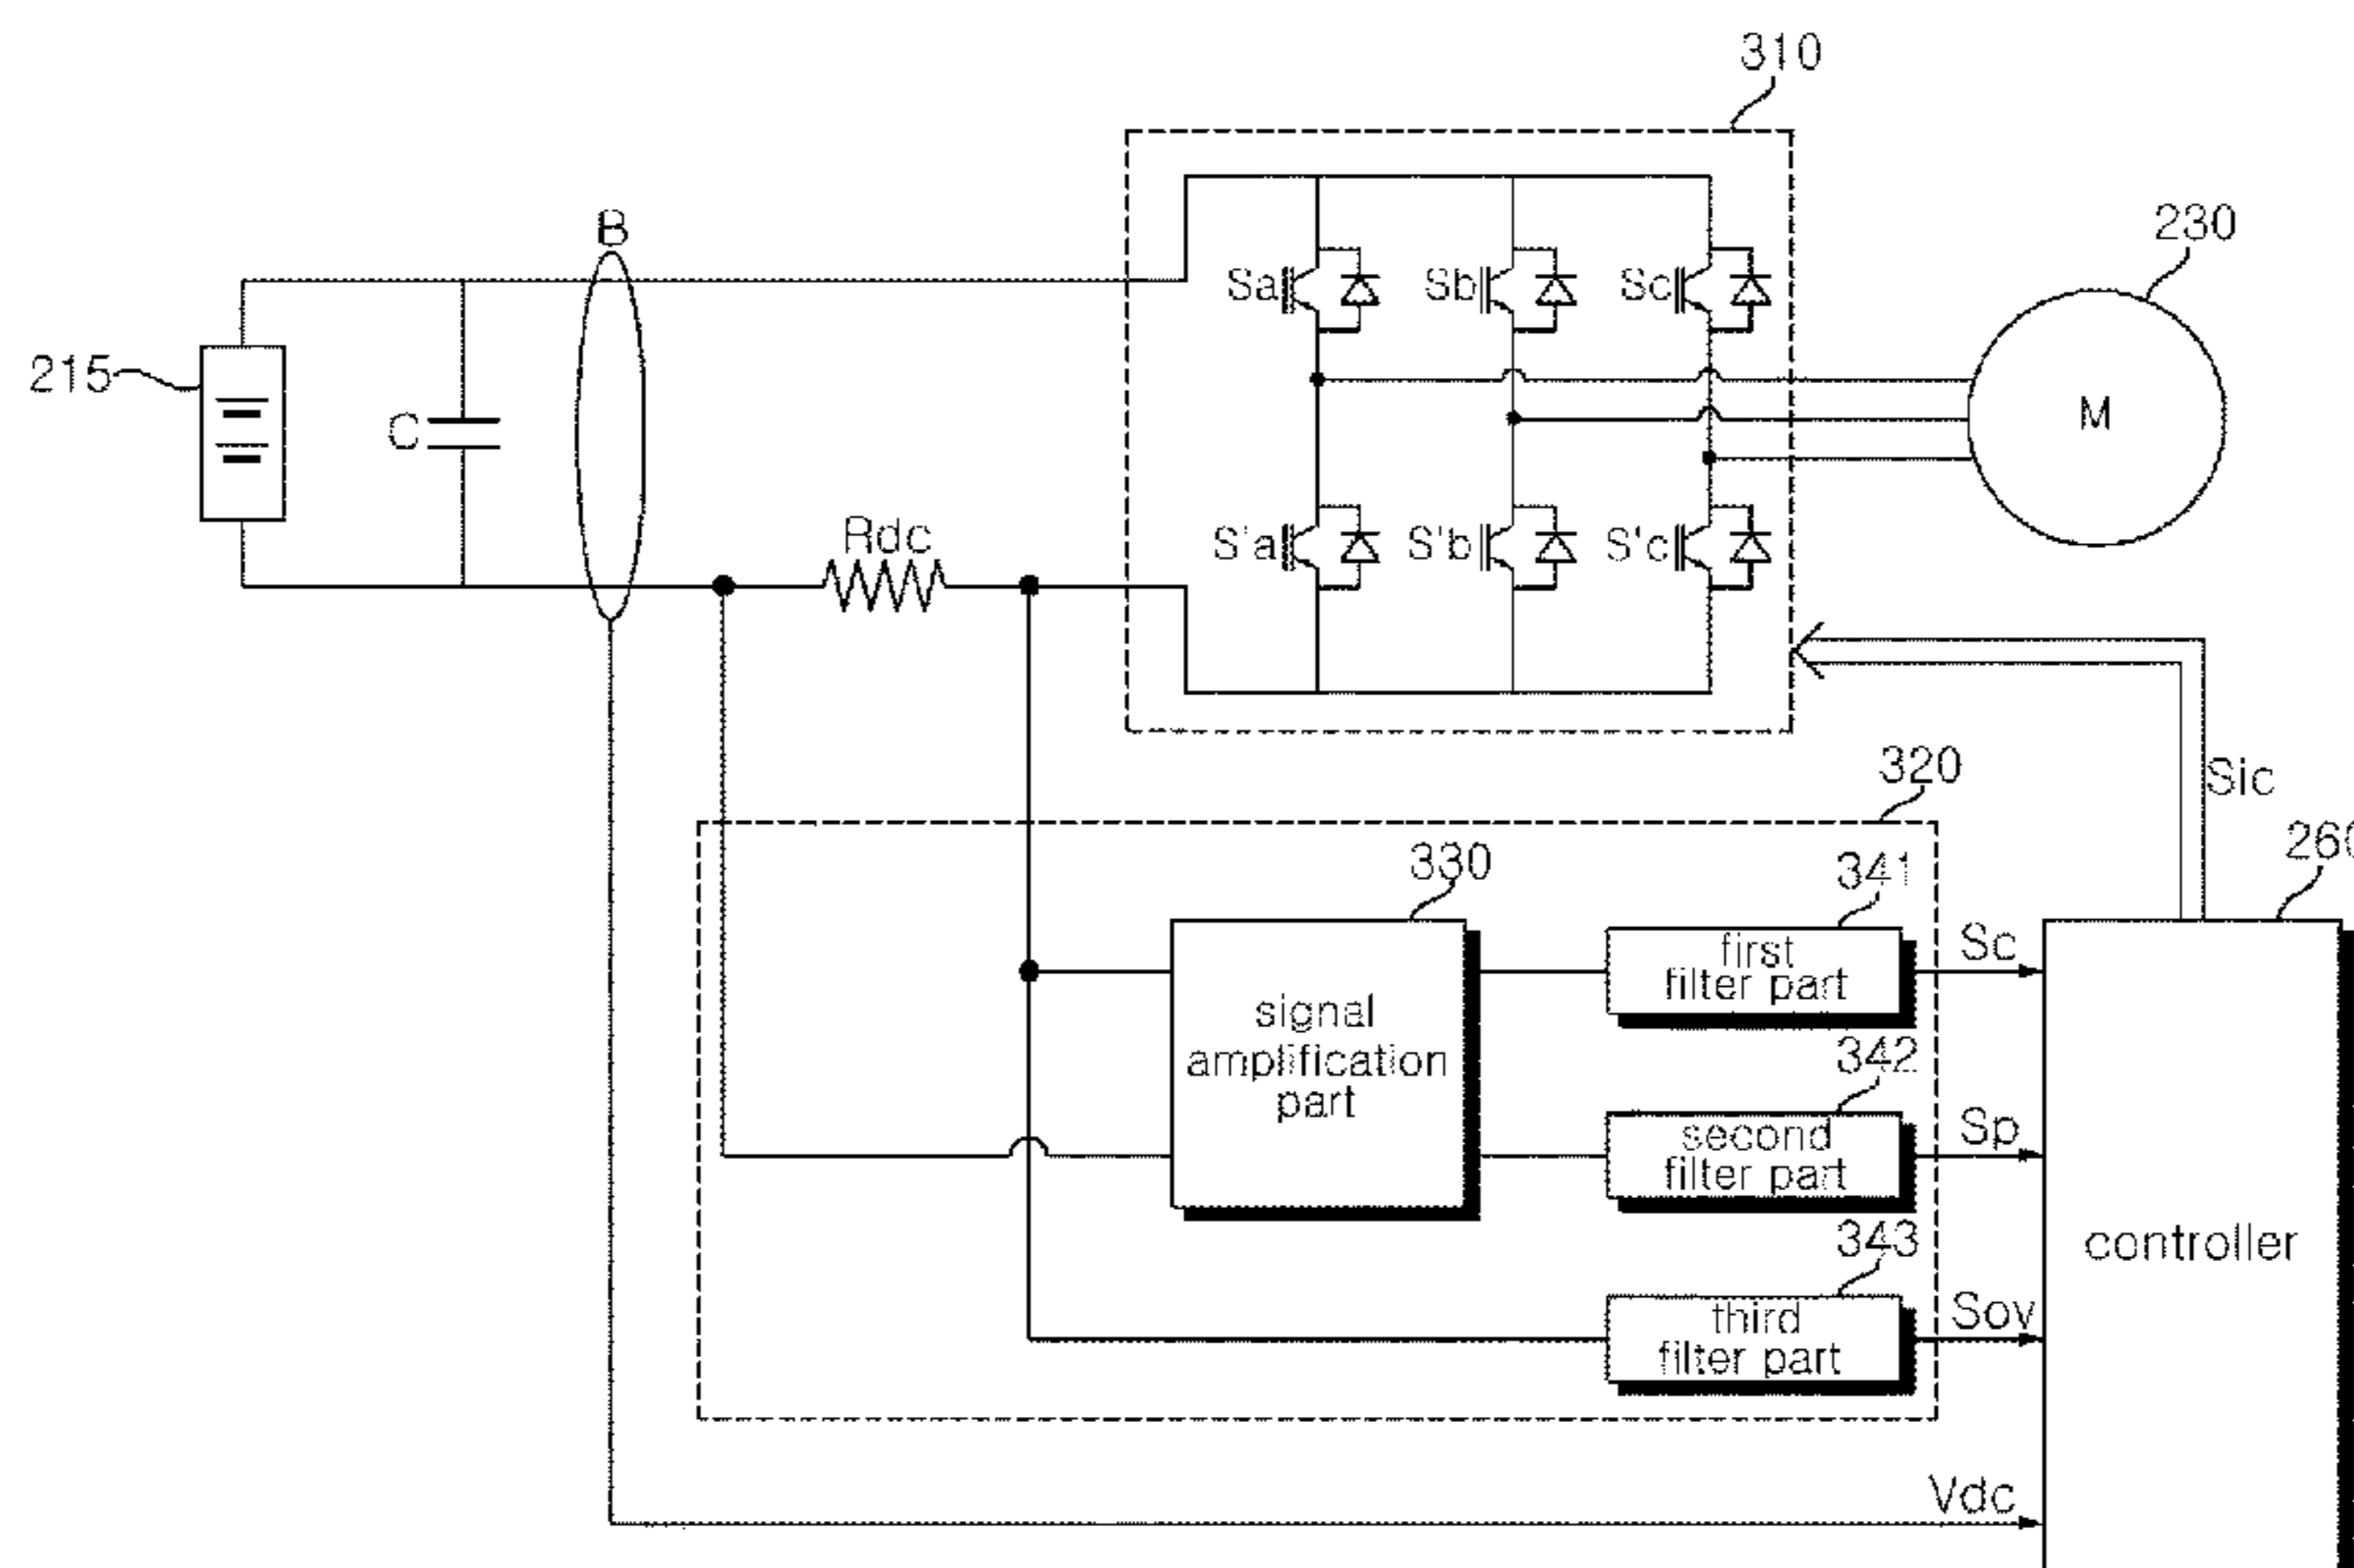 310
B
230
Sa
Sb
Sc
215
C
M
Rdc
S'a
S'b
S'c
320
Sic
330
341
260
first
filter part
Sc
signal
amplification
part
342
second
filter part
Sp
343
third
filter part
Sov
controller
Vdc